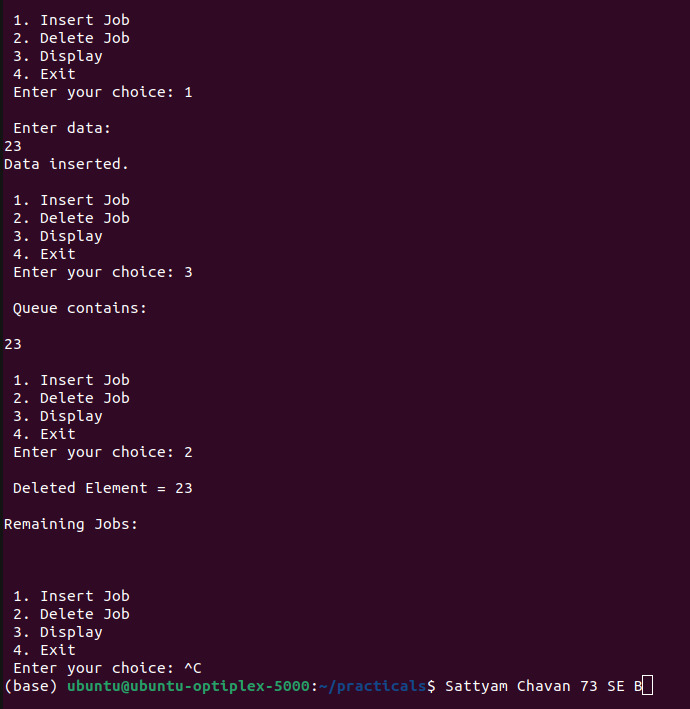 1. Insert Job
2. Delete Job
3. Display
4. Exit
Enter your choice: 1
Enter data:
23
Data inserted.
1. Insert Job
2. Delete Job
3. Display
4. Exit
Enter your choice: 3
Queue contains:
23
1. Insert Job
2. Delete Job
3. Display
4. Exit
Enter your choice: 2
Deleted Element = 23
Remaining Jobs:
1. Insert Job
2. Delete Job
3. Display
4. Exit
Enter your choice: ^C
(base) ubuntu@ubuntu-optiplex-5000:~/practicals$ Sattyam Chavan 73 SE B